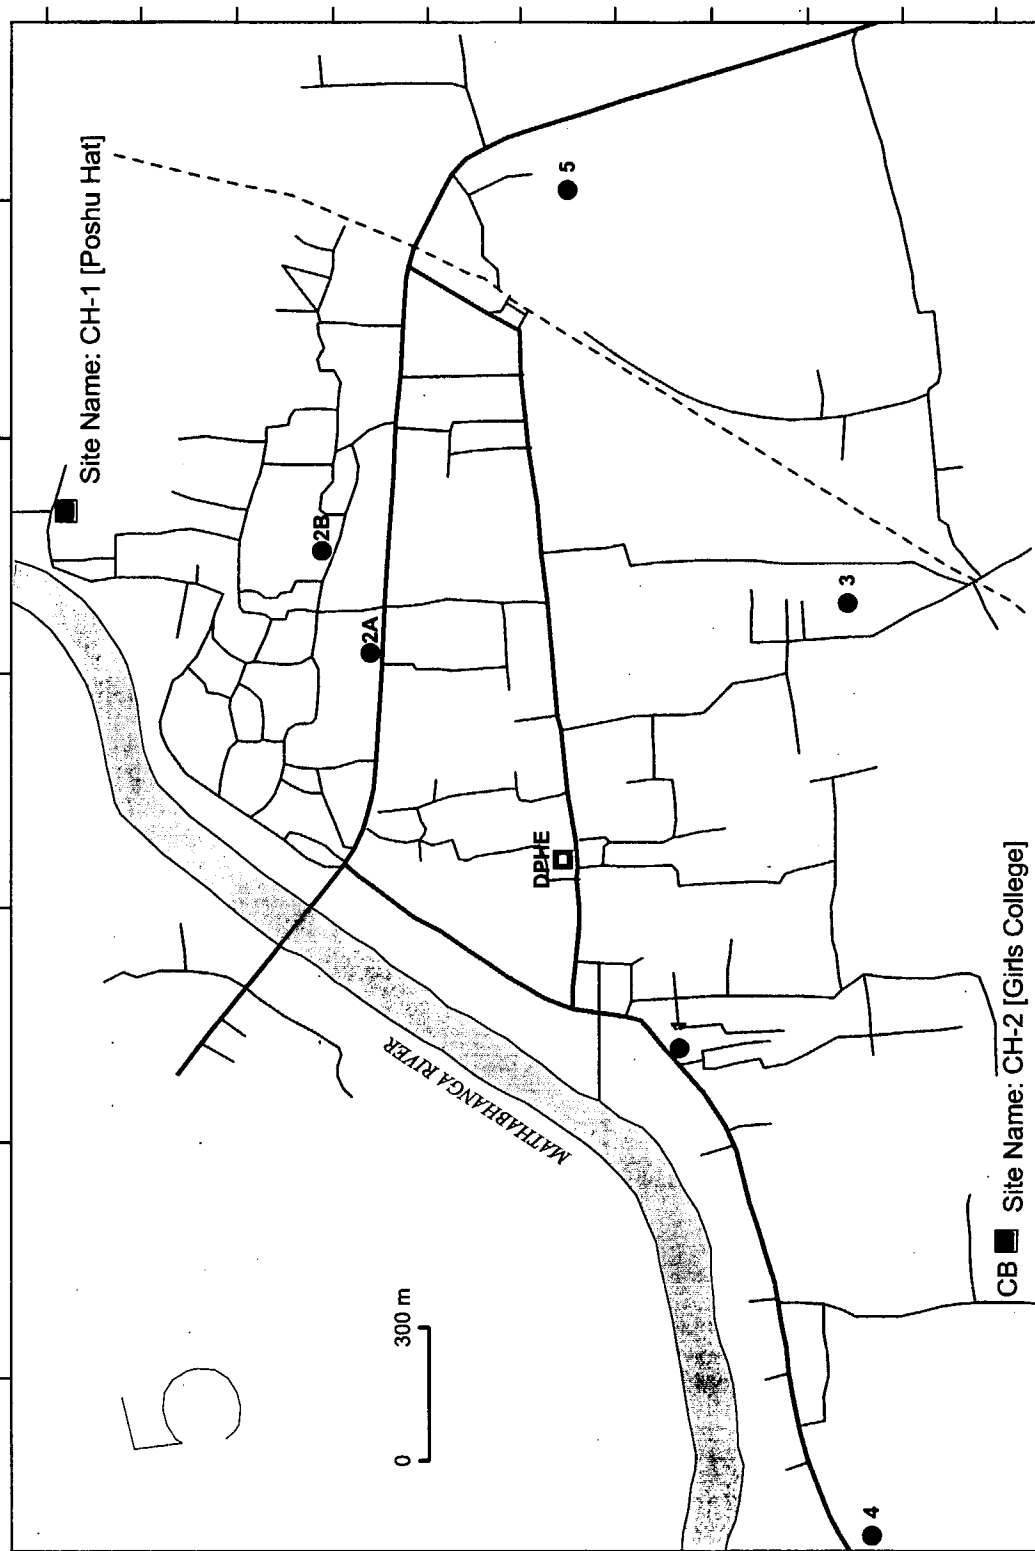 Site Name: CH-1 [Poshu Hat]
5
2B
2A
3
DPHE
1
MATHABHANGA RIVER
CB
Site Name: CH-2 [Girls College]
0
300 m
5
4